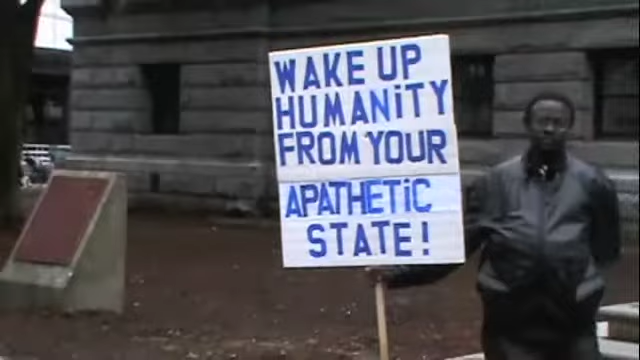 WAKE UP
HUMANiTY
FROM YOUR
APATHETiC
STATE!